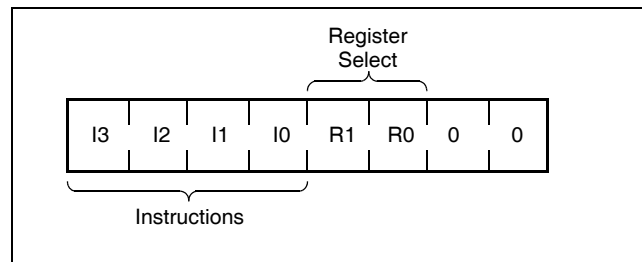 Register
Select
I3 I2 I1 I0 R1 R0 0 0
Instructions